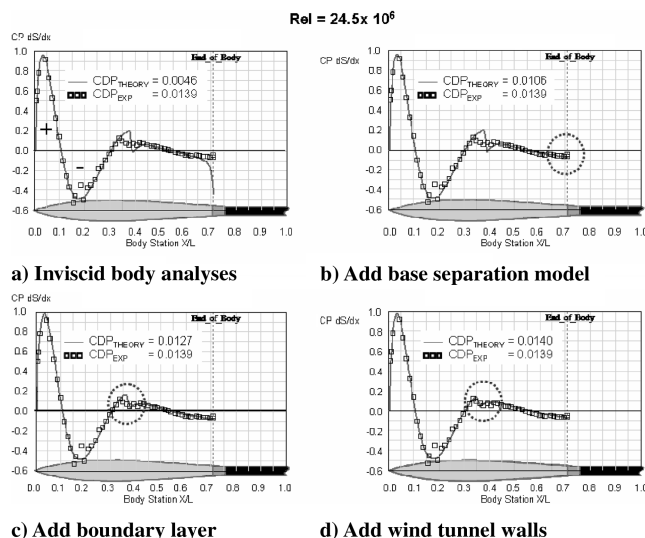 Rel = 24.5x 10⁶
CP dS/dx
End_of_Body
CDP_THEORY = 0.0046
CDP_EXP = 0.0139
0.8
0.6
0.4
0.2
0.0
-0.2
-0.4
-0.6
+
-
0.0 0.1 0.2 0.3 0.4 0.5 0.6 0.7 0.8 0.9 1.0
Body Station X/L
a) Inviscid body analyses
CP dS/dx
End_of_Body
CDP_THEORY = 0.0106
CDP_EXP = 0.0139
0.8
0.6
0.4
0.2
0.0
-0.2
-0.4
-0.6
0.0 0.1 0.2 0.3 0.4 0.5 0.6 0.7 0.8 0.9 1.0
Body Station X/L
b) Add base separation model
CP dS/dx
End_of_Body
CDP_THEORY = 0.0127
CDP_EXP = 0.0139
0.8
0.6
0.4
0.2
0.0
-0.2
-0.4
-0.6
0.0 0.1 0.2 0.3 0.4 0.5 0.6 0.7 0.8 0.9 1.0
Body Station X/L
c) Add boundary layer
CP dS/dx
End_of_Body
CDP_THEORY = 0.0140
CDP_EXP = 0.0139
0.8
0.6
0.4
0.2
0.0
-0.2
-0.4
-0.6
0.0 0.1 0.2 0.3 0.4 0.5 0.6 0.7 0.8 0.9 1.0
Body Station X/L
d) Add wind tunnel walls